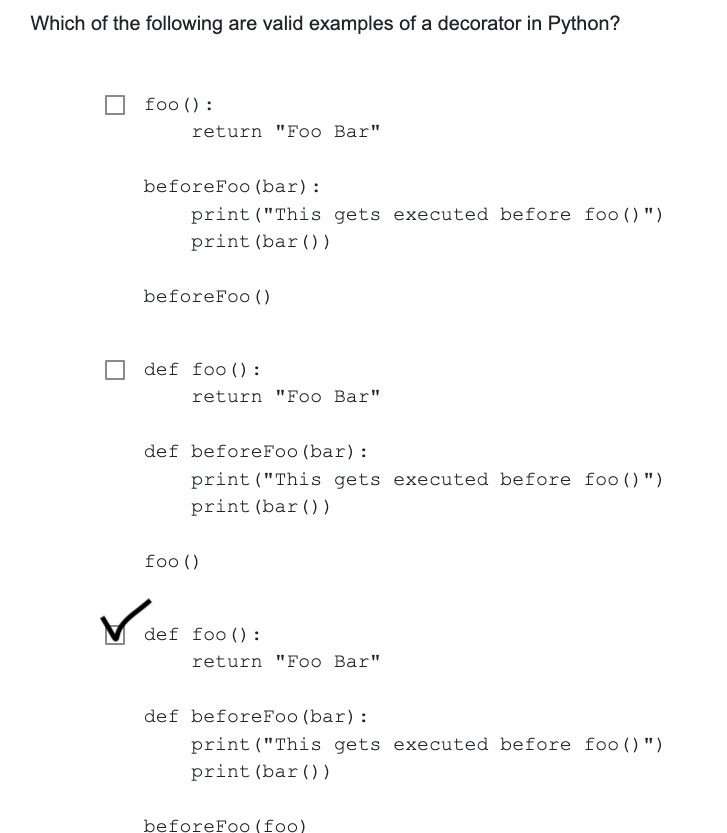 Which of the following are valid examples of a decorator in Python?
foo():
    return "Foo Bar"
beforeFoo(bar):
    print("This gets executed before foo()")
    print(bar())
beforeFoo()
def foo():
    return "Foo Bar"
def beforeFoo(bar):
    print("This gets executed before foo()")
    print(bar())
foo()
def foo():
    return "Foo Bar"
def beforeFoo(bar):
    print("This gets executed before foo()")
    print(bar())
beforeFoo(foo)